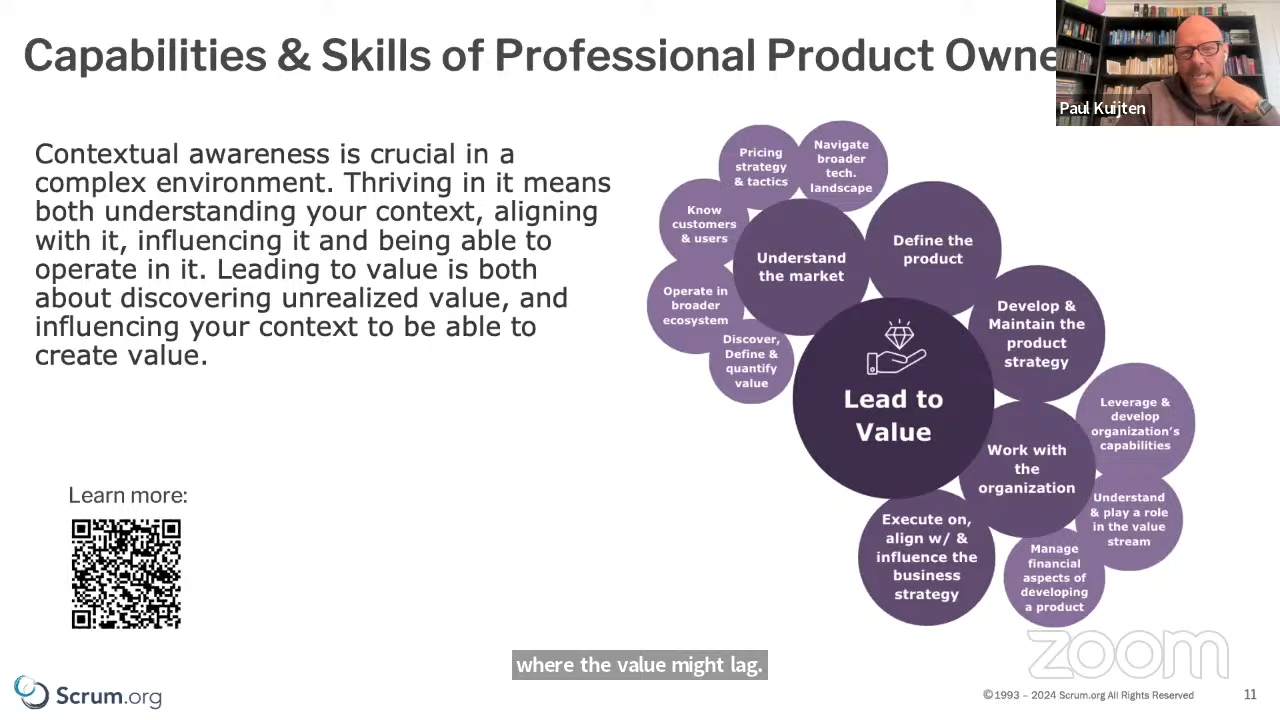 Capabilities & Skills of Professional Product Owne
Paul Kuijten
Contextual awareness is crucial in a
complex environment. Thriving in it means
both understanding your context, aligning
with it, influencing it and being able to
operate in it. Leading to value is both
about discovering unrealized value, and
influencing your context to be able to
create value.
Learn more:
Pricing
strategy
& tactics
Navigate
broader
tech.
landscape
Know
customers
& users
Understand
the market
Define the
product
Operate in
broader
ecosystem
Discover,
Define &
quantify
value
Develop &
Maintain the
product
strategy
Lead to
Value
Leverage &
develop
organization's
capabilities
Work with
the
organization
Understand
& play a role
in the value
stream
Execute on,
align w/ &
influence the
business
strategy
Manage
financial
aspects of
developing
a product
where the value might lag.
zoom
Scrum.org
©1993 – 2024 Scrum.org All Rights Reserved
11